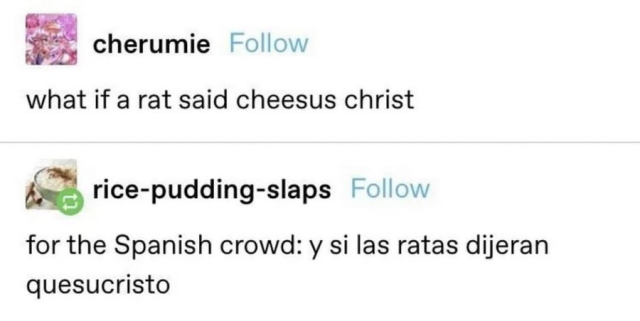 cherumie Follow
what if a rat said cheesus christ
rice-pudding-slaps Follow
for the Spanish crowd: y si las ratas dijeran
quesucristo